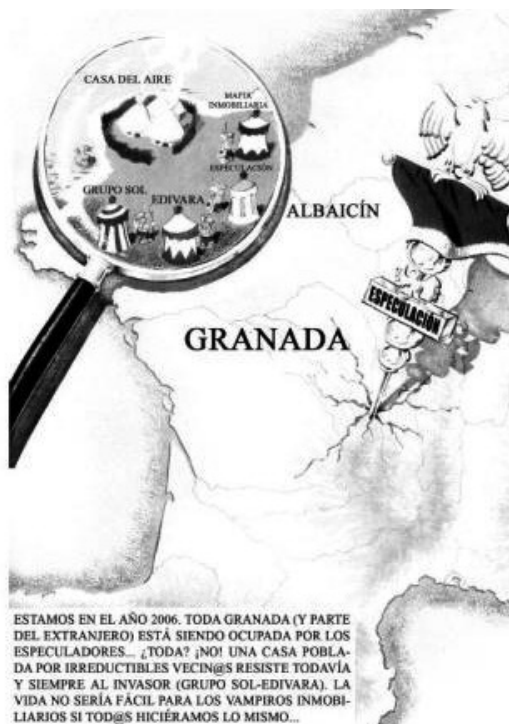 CASA DEL AIRE
MAFIA
INMOBILIARIA
ESPECULACIÓN
GRUPO SOL
EDIVARA
ALBAICÍN
ESPECULACIÓN
GRANADA
ESTAMOS EN EL AÑO 2006. TODA GRANADA (Y PARTE
DEL EXTRANJERO) ESTÁ SIENDO OCUPADA POR LOS
ESPECULADORES... ¿TODA? ¡NO! UNA CASA POBLA-
DA POR IRREDUCTIBLES VECIN@S RESISTE TODAVÍA
Y SIEMPRE AL INVASOR (GRUPO SOL-EDIVARA). LA
VIDA NO SERÍA FÁCIL PARA LOS VAMPIROS INMOBI-
LIARIOS SI TOD@S HICIÉRAMOS LO MISMO...